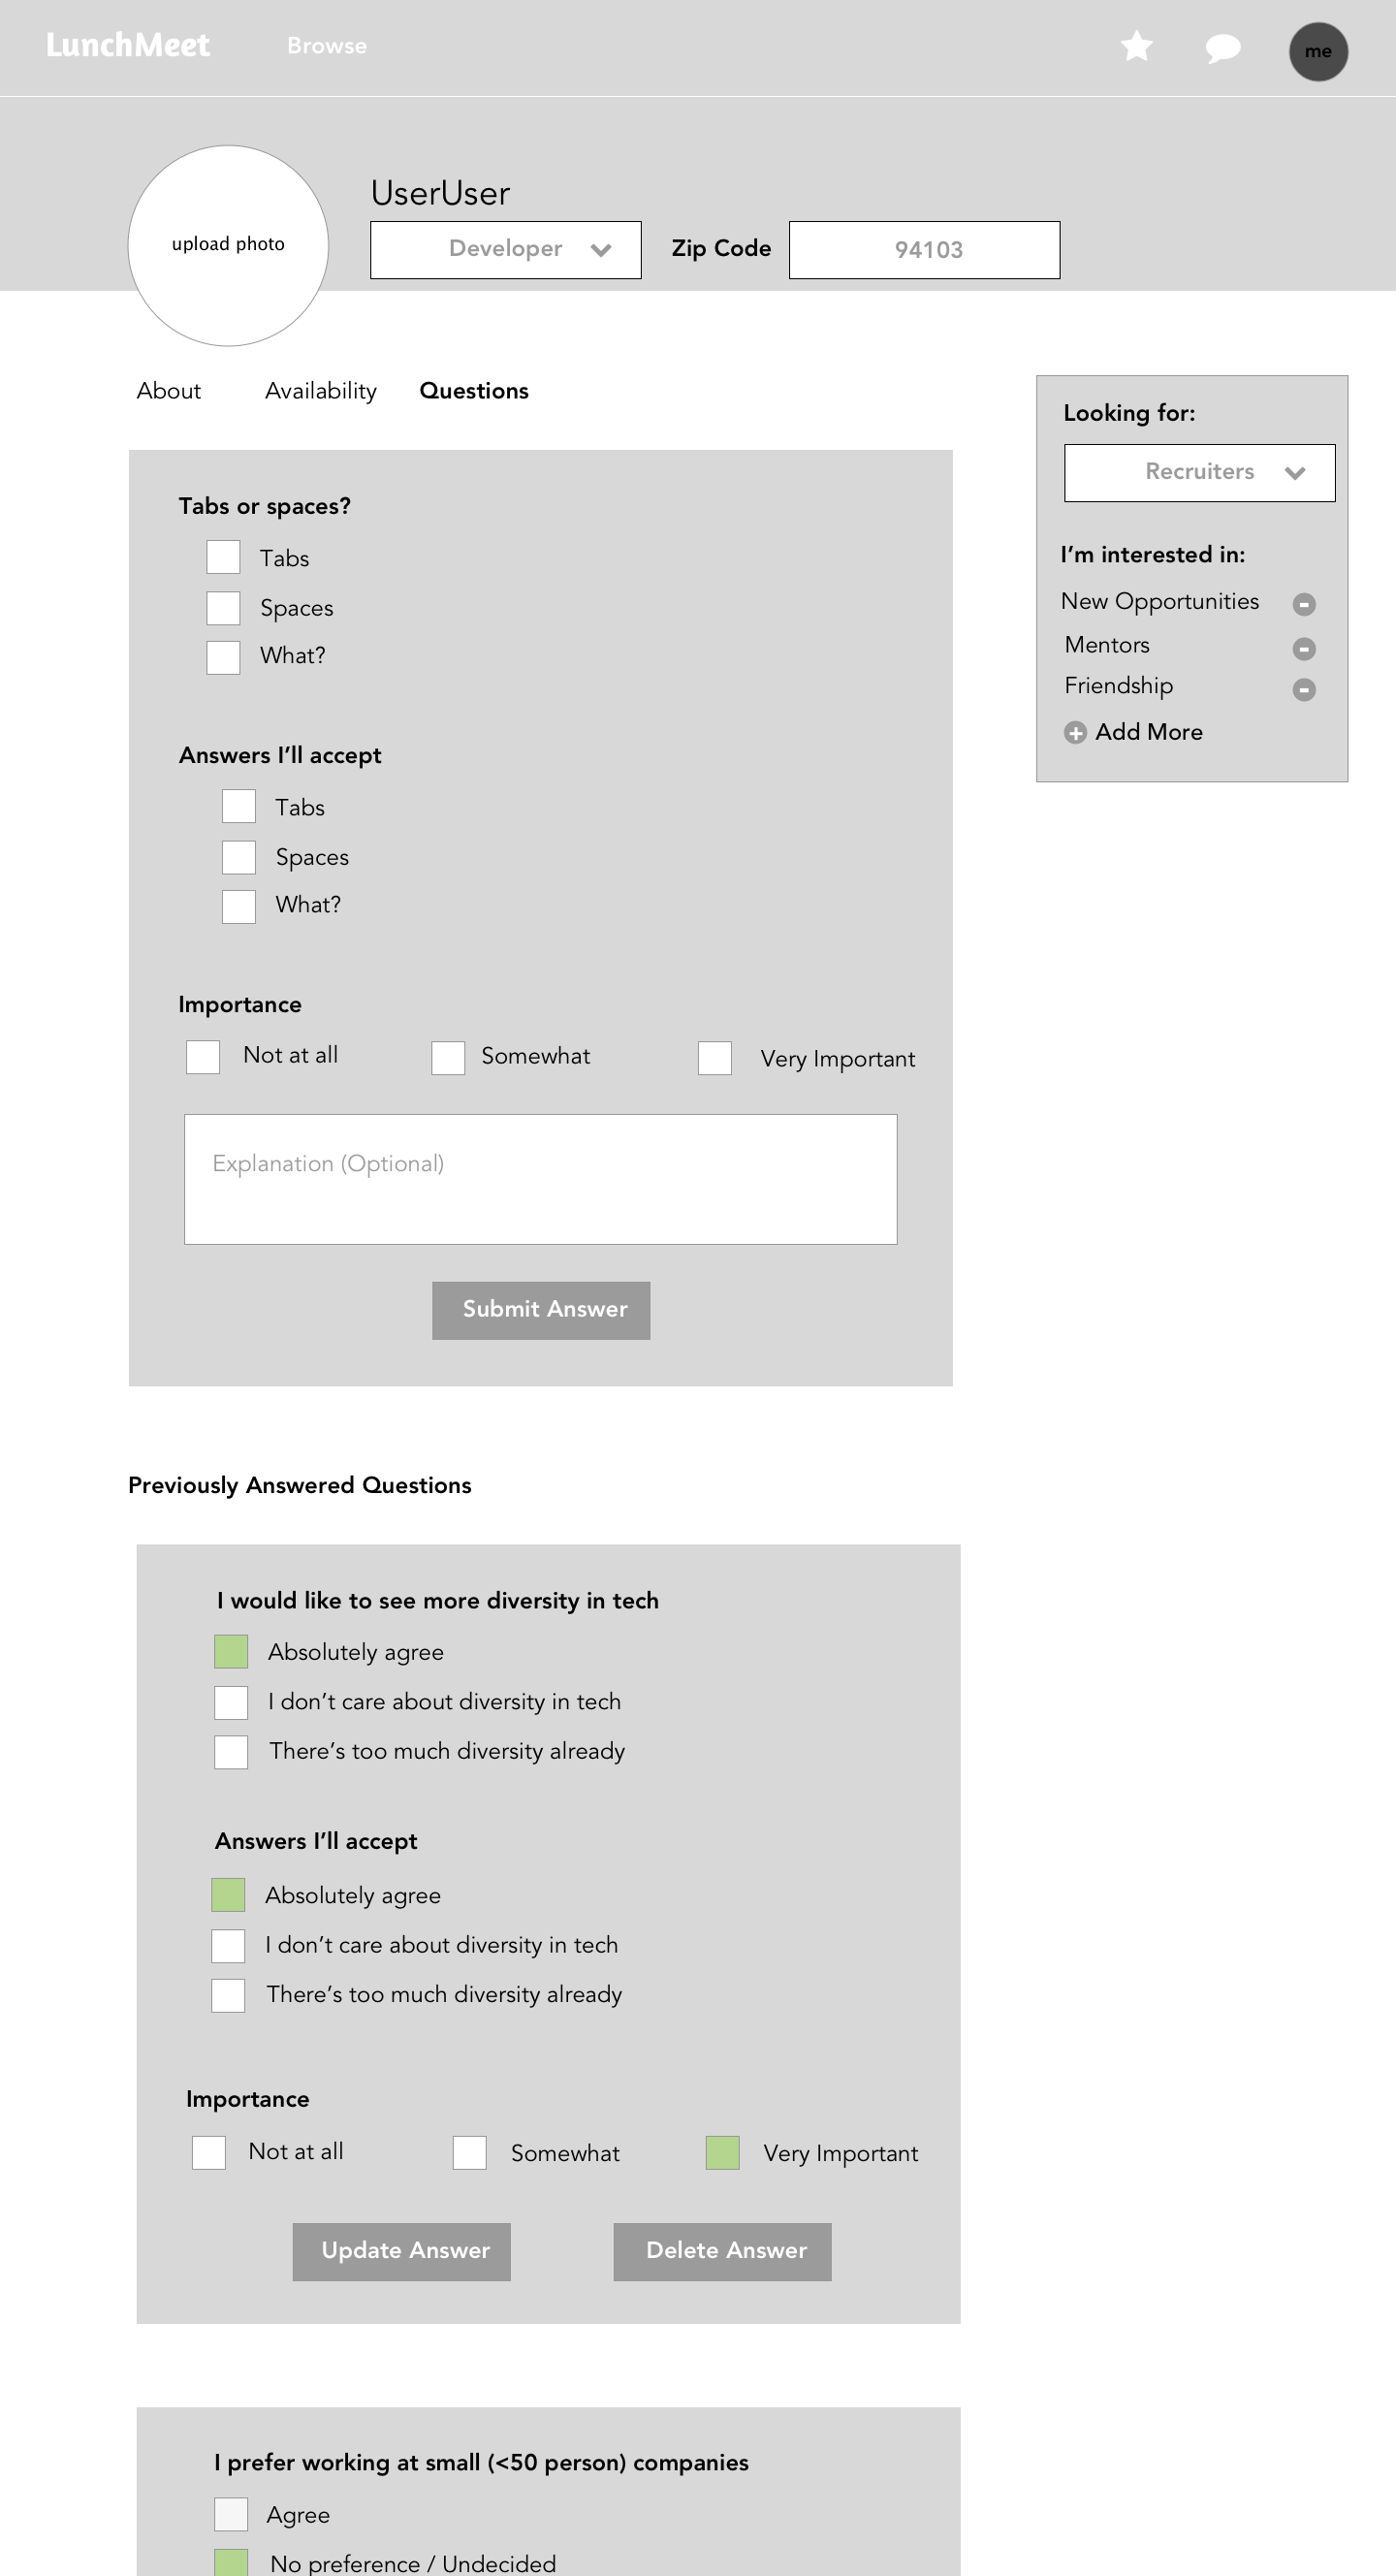 LunchMeet Browse me
UserUser
upload photo
Developer Zip Code 94103
About Availability Questions
Looking for:
Recruiters
I’m interested in:
New Opportunities -
Mentors -
Friendship -
+ Add More
Tabs or spaces?
Tabs
Spaces
What?
Answers I’ll accept
Tabs
Spaces
What?
Importance
Not at all Somewhat Very Important
Explanation (Optional)
Submit Answer
Previously Answered Questions
I would like to see more diversity in tech
Absolutely agree
I don’t care about diversity in tech
There’s too much diversity already
Answers I’ll accept
Absolutely agree
I don’t care about diversity in tech
There’s too much diversity already
Importance
Not at all Somewhat Very Important
Update Answer Delete Answer
I prefer working at small (<50 person) companies
Agree
No preference / Undecided